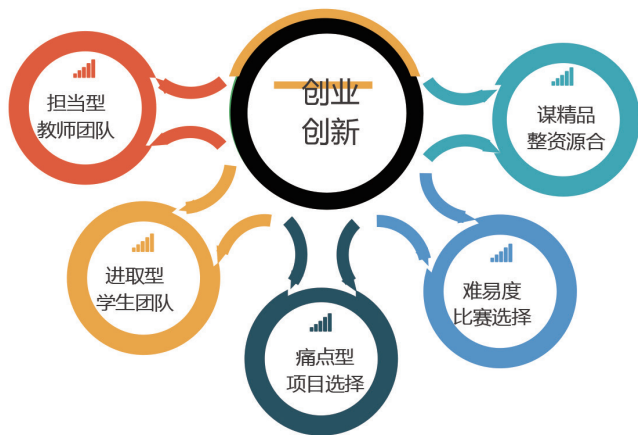 创业
创新
担当型
教师团队
谋精品
整资源合
进取型
学生团队
难易度
比赛选择
痛点型
项目选择